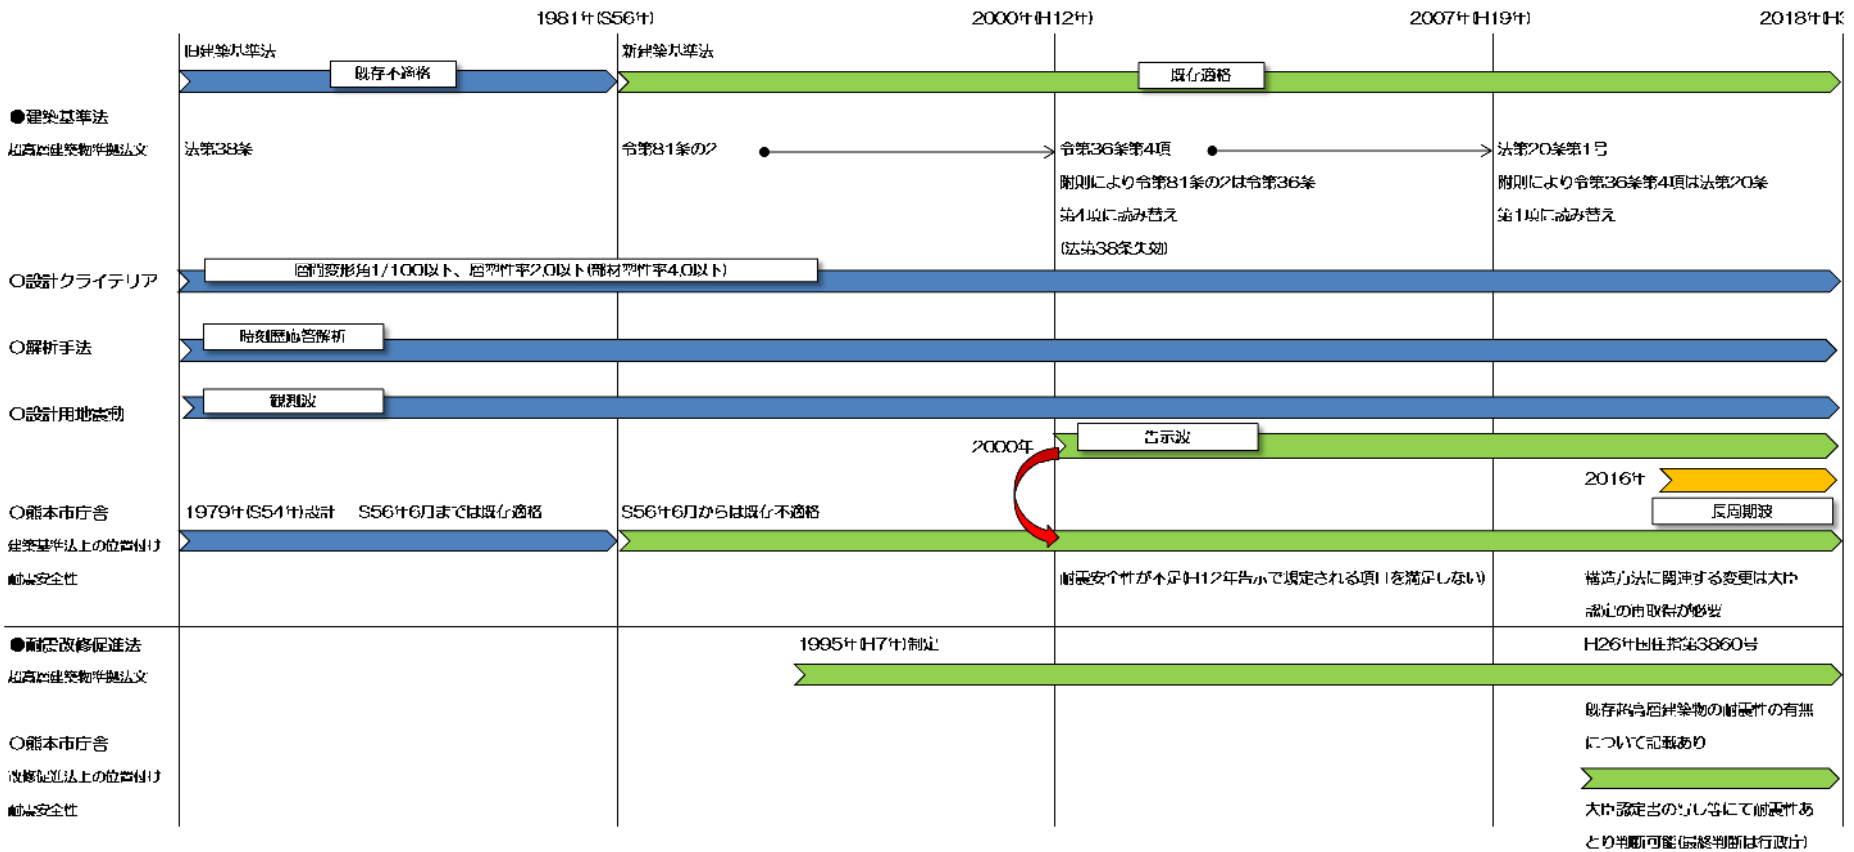 1981年(S56年)
2000年(H12年)
2007年(H19年)
2018年(H3
旧建築基準法
新建築基準法
既存不適格
既存適格
●建築基準法
超高層建築物準拠法文
法第38条
令第81条の2
令第36条第4項
法第20条第1号
附則により令第81条の2は令第36条
第4項に読み替え
(法第38条失効)
附則により令第36条第4項は法第20条
第1項に読み替え
○設計クライテリア
層間変形角1/100以下、層塑性率2.0以下(部材塑性率4.0以下)
○解析手法
時刻歴応答解析
○設計用地震動
観測波
2000年
告示波
2016年
長周期波
○熊本市庁舎
1979年(S54年)設計 S56年6月までは既存適格
S56年6月からは既存不適格
建築基準法上の位置付け
耐震安全性
耐震安全性が不足(H12年告示で規定される項目を満足しない)
構造方法に関連する変更は大臣
認定の再取得が必要
●耐震改修促進法
1995年(H7年)制定
H26年国住指第3860号
超高層建築物準拠法文
既存超高層建築物の耐震性の有無
について記載あり
○熊本市庁舎
改修促進法上の位置付け
耐震安全性
大臣認定書の写し等にて耐震性あ
とり判断可能(最終判断は行政庁)